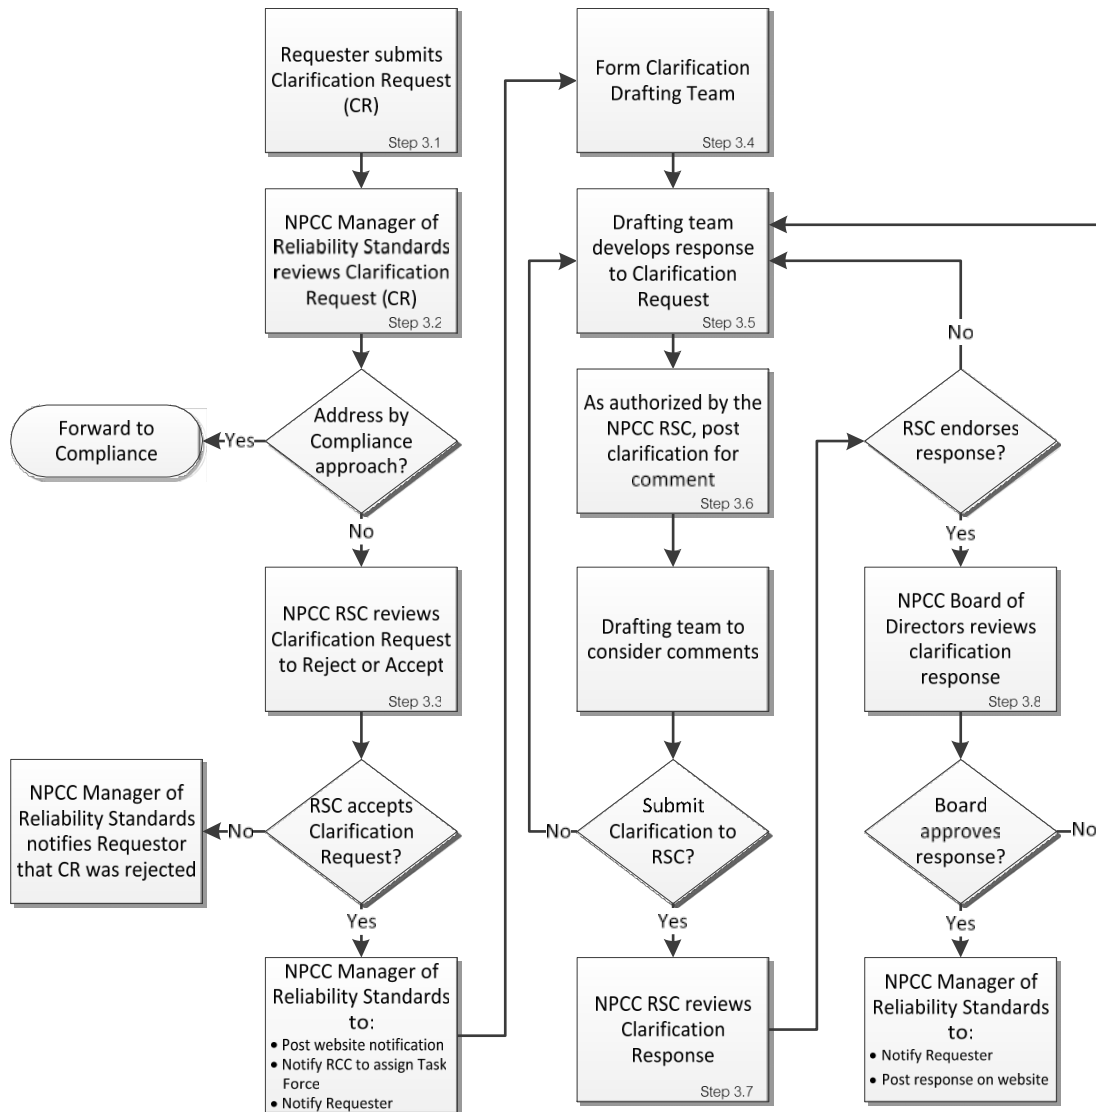 Requester submits
Clarification Request
(CR)
Step 3.1
NPCC Manager of
Reliability Standards
reviews Clarification
Request (CR)
Step 3.2
Address by
Compliance
approach?
Yes
Forward to
Compliance
No
NPCC RSC reviews
Clarification Request
to Reject or Accept
Step 3.3
RSC accepts
Clarification
Request?
No
NPCC Manager of
Reliability Standards
notifies Requestor
that CR was rejected
Yes
NPCC Manager of
Reliability Standards
to:
• Post website notification
• Notify RCC to assign Task
Force
• Notify Requester
Form Clarification
Drafting Team
Step 3.4
Drafting team
develops response
to Clarification
Request
Step 3.5
As authorized by the
NPCC RSC, post
clarification for
comment
Step 3.6
Drafting team to
consider comments
Submit
Clarification to
RSC?
No
Yes
NPCC RSC reviews
Clarification
Response
Step 3.7
No
RSC endorses
response?
Yes
NPCC Board of
Directors reviews
clarification
response
Step 3.8
Board
approves
response?
No
Yes
NPCC Manager of
Reliability Standards
to:
• Notify Requester
• Post response on website